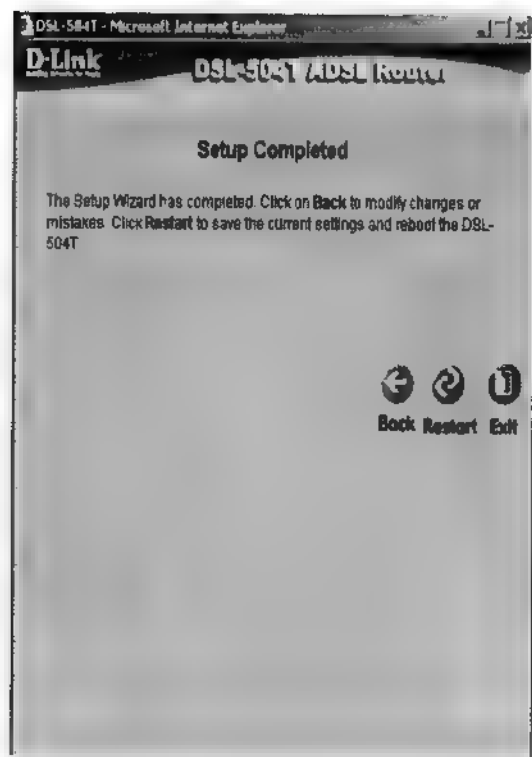 DSL-504T - Microsoft Internet Explorer
D-Link
DSL-504T ADSL Router
Setup Completed
The Setup Wizard has completed. Click on Back to modify changes or
mistakes. Click Restart to save the current settings and reboot the DSL-
504T
Back Restart Exit